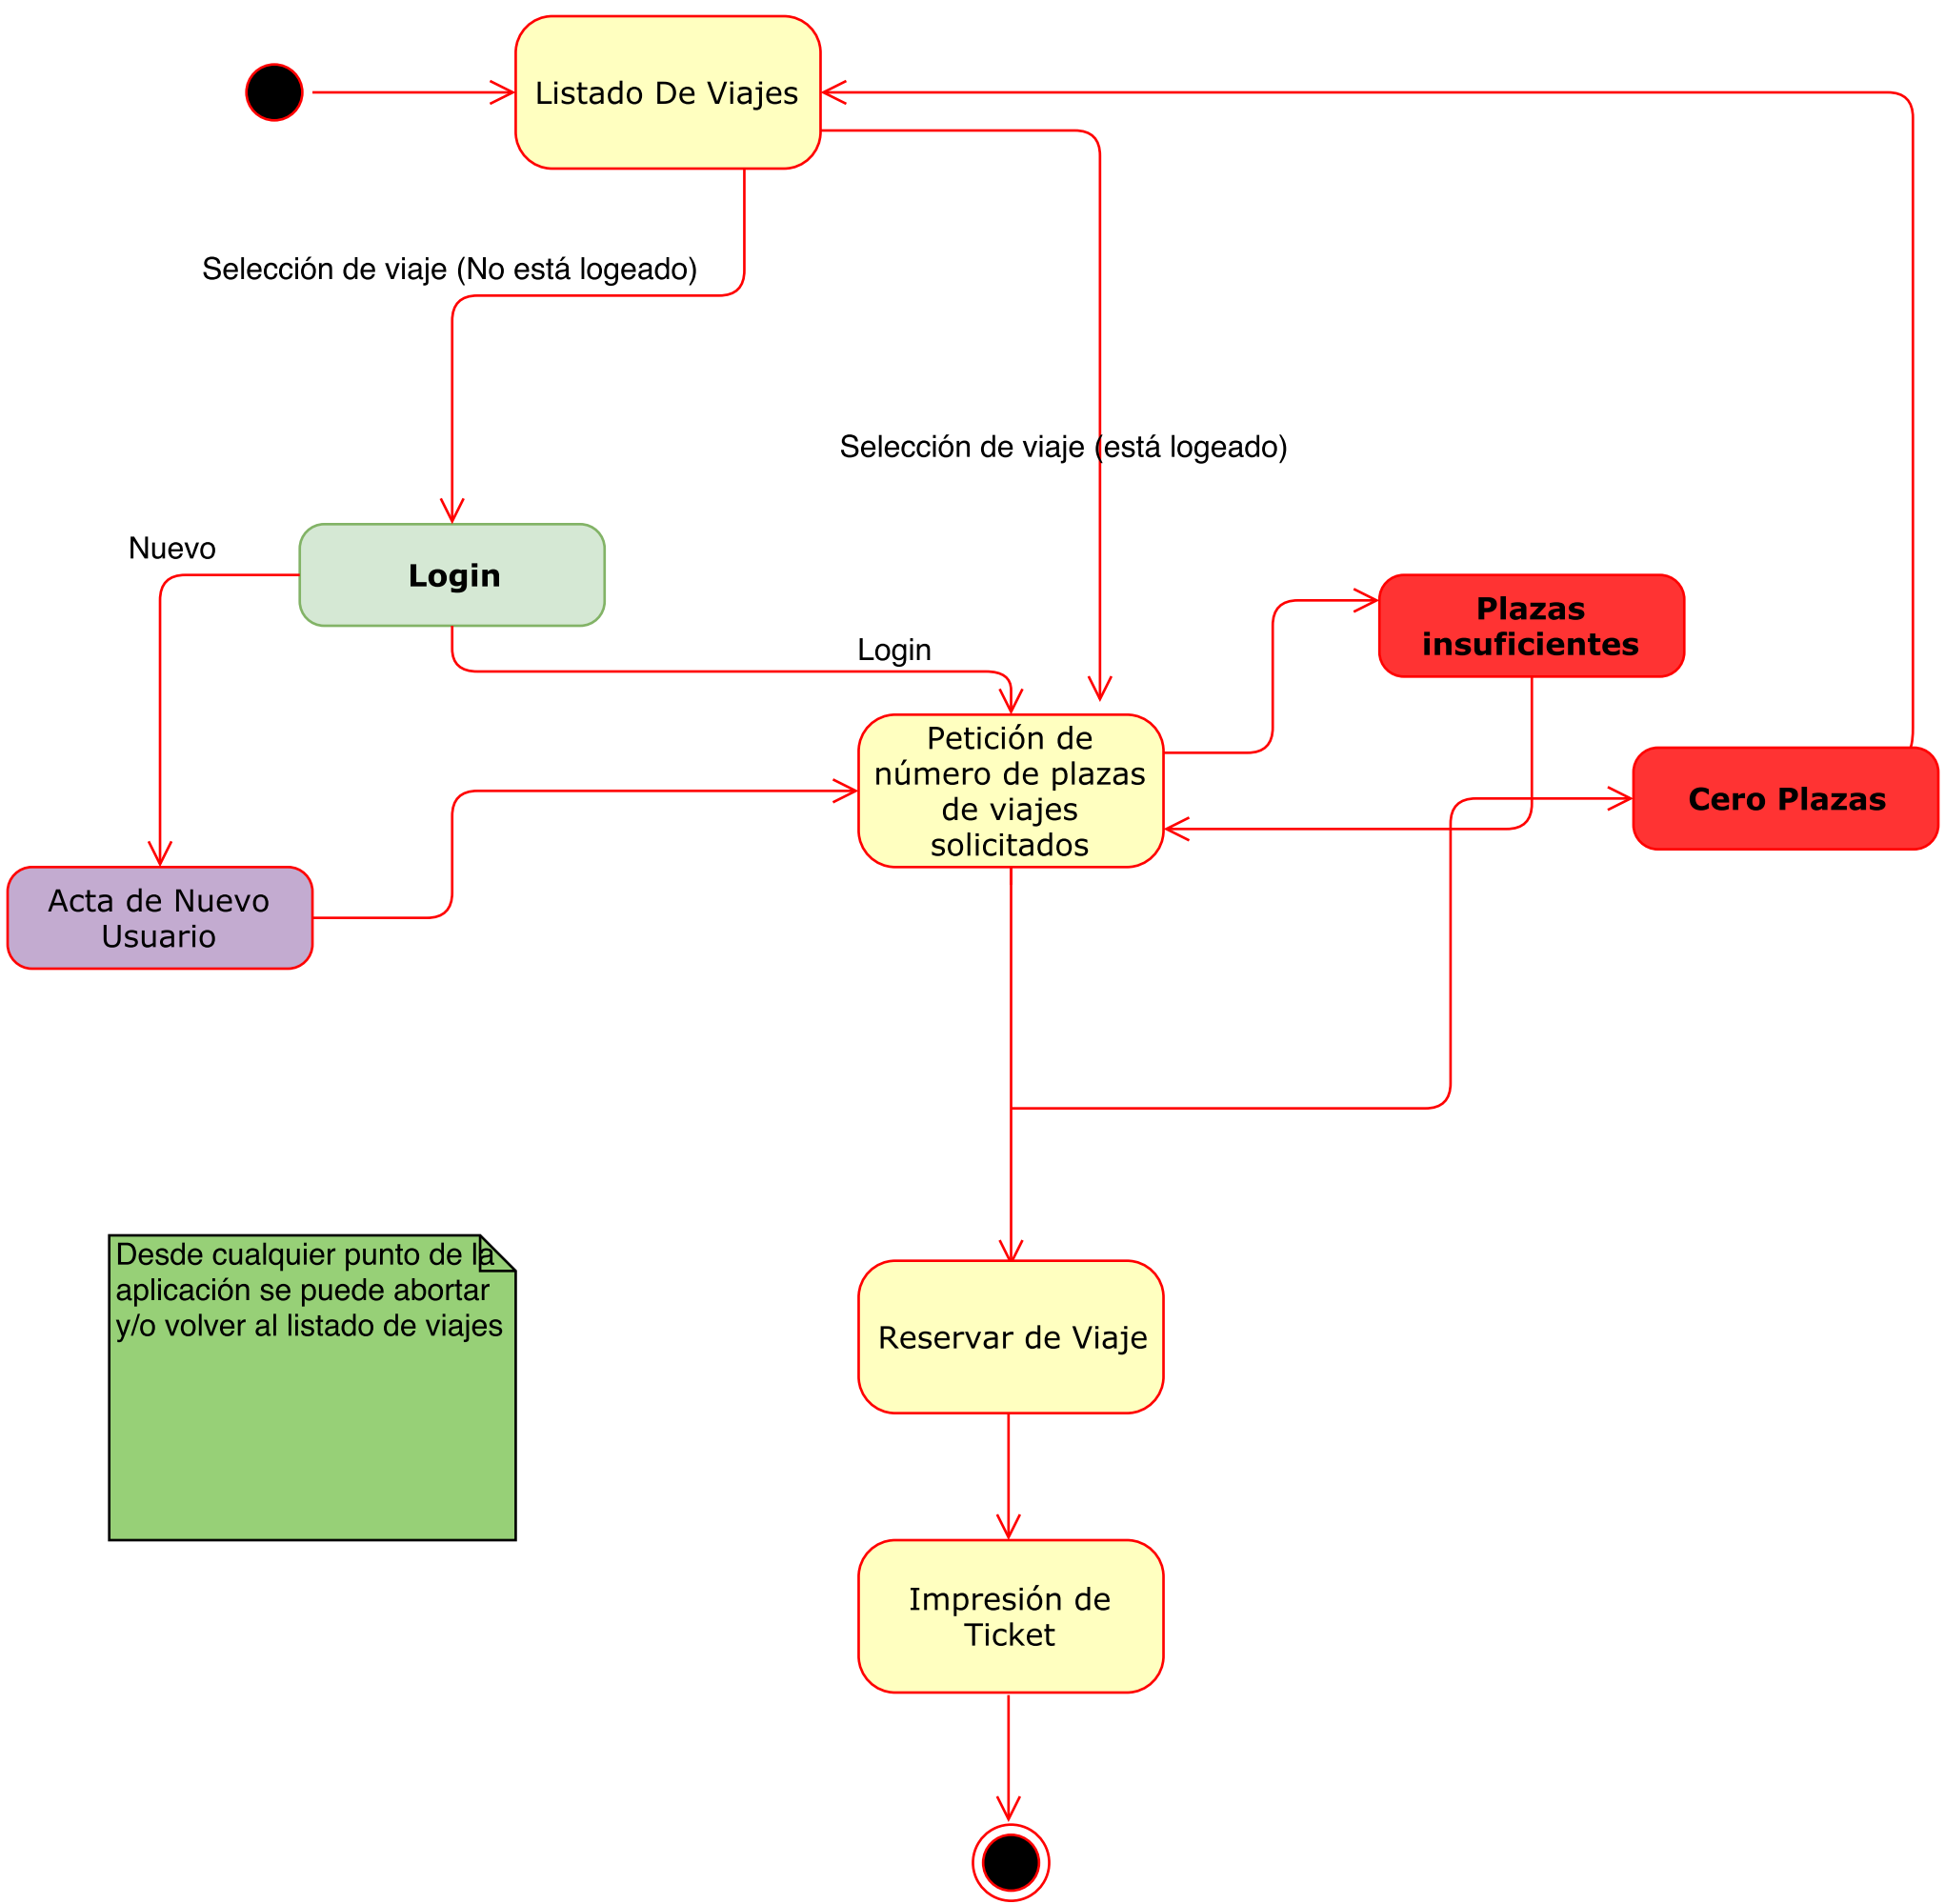 Listado De Viajes
Selección de viaje (No está logeado)
Selección de viaje (está logeado)
Nuevo
Login
Login
Plazas
insuficientes
Petición de
número de plazas
de viajes
solicitados
Cero Plazas
Acta de Nuevo
Usuario
Desde cualquier punto de la
aplicación se puede abortar
y/o volver al listado de viajes
Reservar de Viaje
Impresión de
Ticket